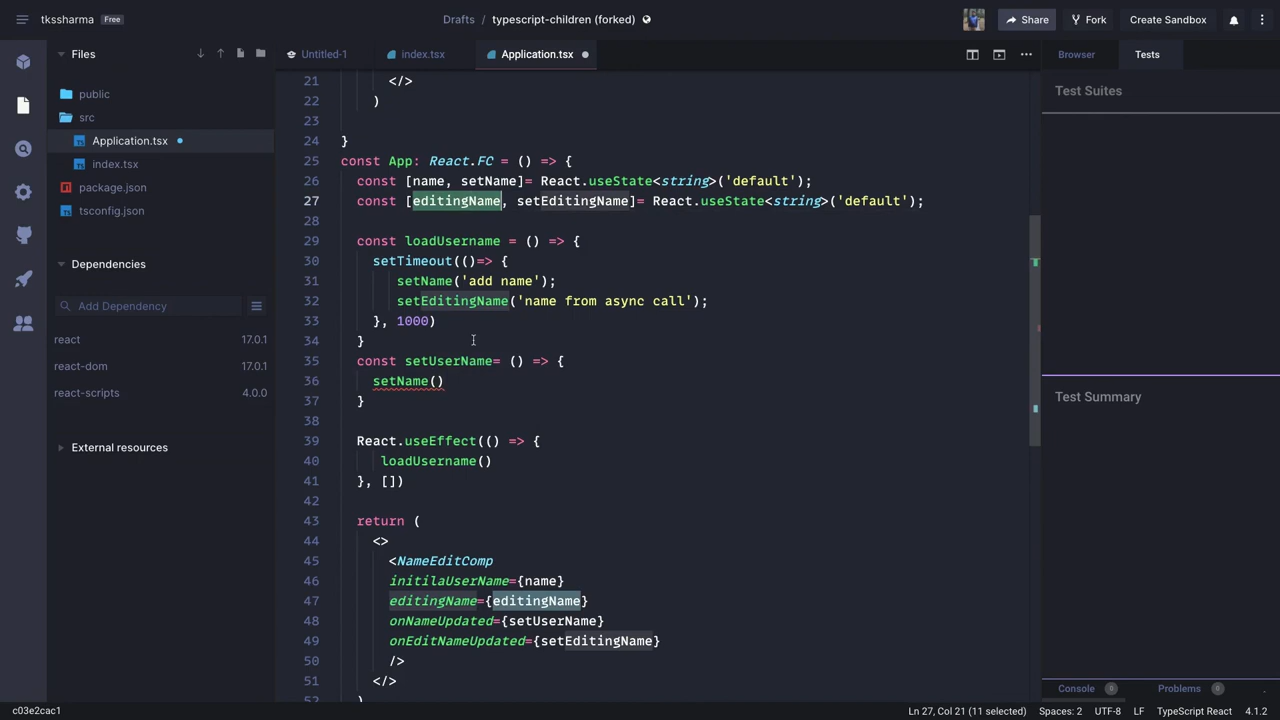 tkssharma Free Drafts / typescript-children (forked) Share Fork Create Sandbox
Files Untitled-1 index.tsx Application.tsx Browser Tests
public
src
Application.tsx
index.tsx
package.json
tsconfig.json
Dependencies
Add Dependency
react 17.0.1
react-dom 17.0.1
react-scripts 4.0.0
External resources
21 </>
22 )
23
24 }
25 const App: React.FC = () => {
26 const [name, setName]= React.useState<string>('default');
27 const [editingName, setEditingName]= React.useState<string>('default');
28
29 const loadUsername = () => {
30 setTimeout(()=> {
31 setName('add name');
32 setEditingName('name from async call');
33 }, 1000)
34 }
35 const setUserName= () => {
36 setName()
37 }
38
39 React.useEffect(() => {
40 loadUsername()
41 }, [])
42
43 return (
44 <>
45 <NameEditComp
46 initilaUserName={name}
47 editingName={editingName}
48 onNameUpdated={setUserName}
49 onEditNameUpdated={setEditingName}
50 />
51 </>
52 )
Test Suites
Test Summary
Console 0 Problems 6
c03e2cac1 Ln 27, Col 21 (11 selected) Spaces: 2 UTF-8 LF TypeScript React 4.1.2